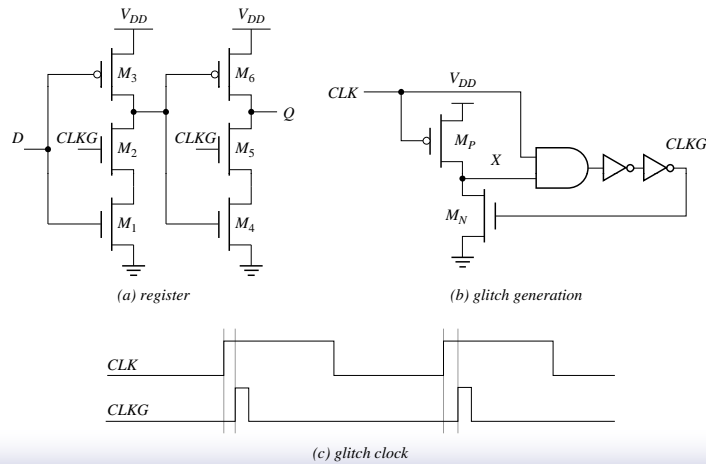 V_DD V_DD
M_3 M_6
D CLKG M_2 CLKG M_5 Q
M_1 M_4
(a) register
CLK V_DD
M_P
X CLKG
M_N
(b) glitch generation
CLK
CLKG
(c) glitch clock